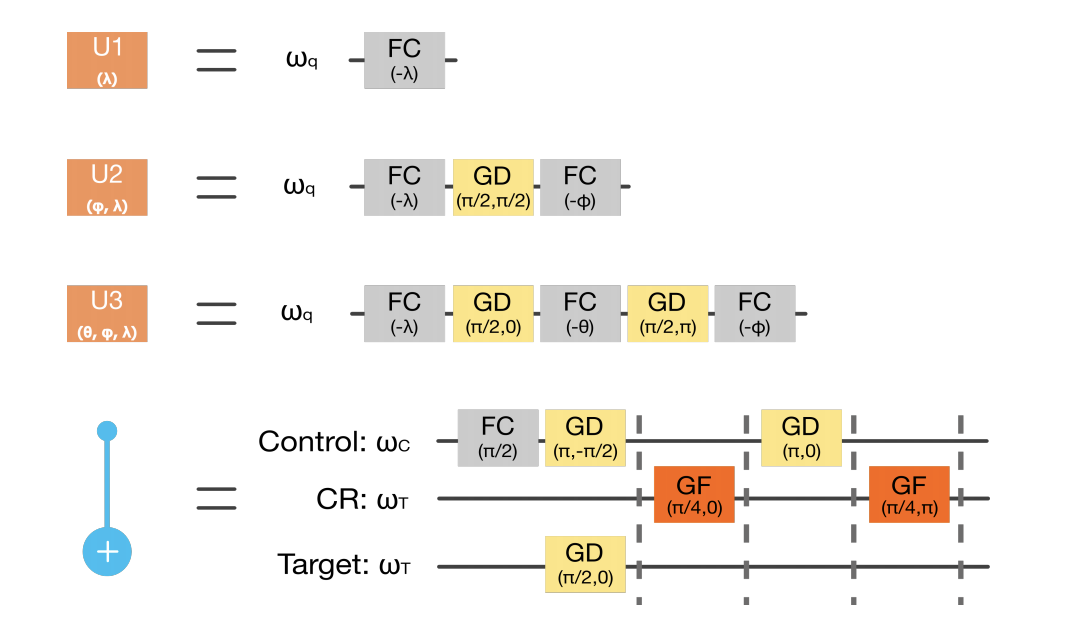 U1
(λ)
=
ωq
FC
(-λ)
U2
(φ, λ)
=
ωq
FC
(-λ)
GD
(π/2,π/2)
FC
(-ϕ)
U3
(θ, φ, λ)
=
ωq
FC
(-λ)
GD
(π/2,0)
FC
(-θ)
GD
(π/2,π)
FC
(-ϕ)
=
Control: ωC
FC
(π/2)
GD
(π,-π/2)
GD
(π,0)
CR: ωT
GF
(π/4,0)
GF
(π/4,π)
Target: ωT
GD
(π/2,0)